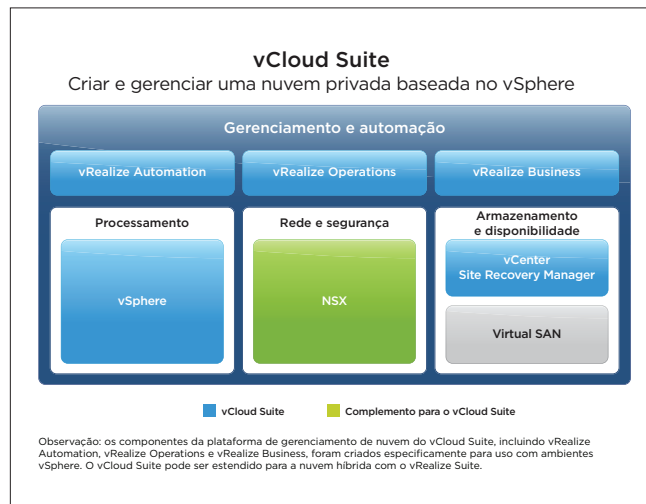 vCloud Suite
Criar e gerenciar uma nuvem privada baseada no vSphere
Gerenciamento e automação
vRealize Automation
vRealize Operations
vRealize Business
Processamento
vSphere
Rede e segurança
NSX
Armazenamento
e disponibilidade
vCenter
Site Recovery Manager
Virtual SAN
vCloud Suite
Complemento para o vCloud Suite
Observação: os componentes da plataforma de gerenciamento de nuvem do vCloud Suite, incluindo vRealize
Automation, vRealize Operations e vRealize Business, foram criados especificamente para uso com ambientes
vSphere. O vCloud Suite pode ser estendido para a nuvem híbrida com o vRealize Suite.